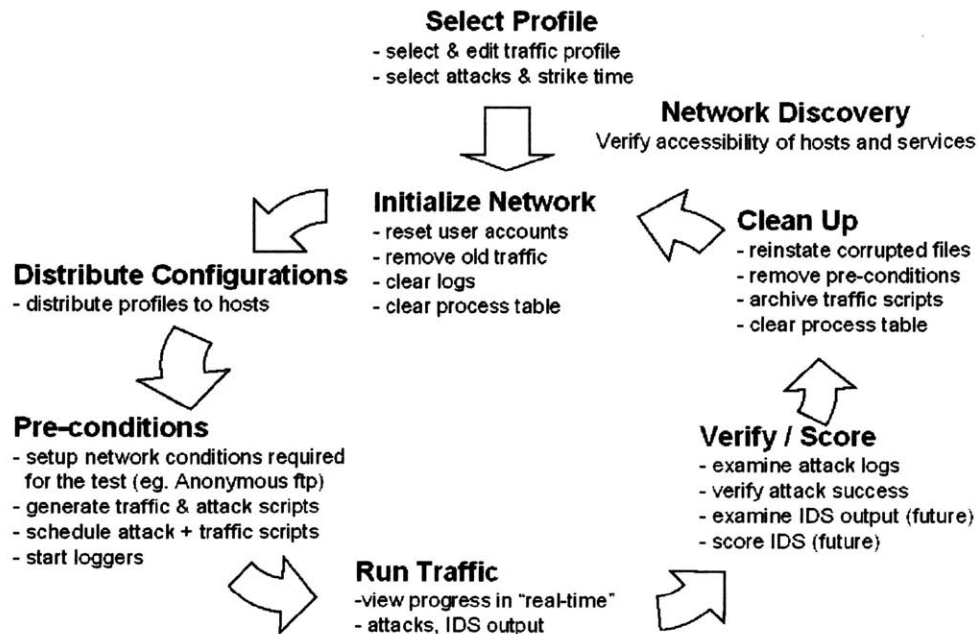 Select Profile
- select & edit traffic profile
- select attacks & strike time
Network Discovery
Verify accessibility of hosts and services
Initialize Network
- reset user accounts
- remove old traffic
- clear logs
- clear process table
Distribute Configurations
- distribute profiles to hosts
Pre-conditions
- setup network conditions required
for the test (eg. Anonymous ftp)
- generate traffic & attack scripts
- schedule attack + traffic scripts
- start loggers
Run Traffic
-view progress in "real-time"
- attacks, IDS output
Verify / Score
- examine attack logs
- verify attack success
- examine IDS output (future)
- score IDS (future)
Clean Up
- reinstate corrupted files
- remove pre-conditions
- archive traffic scripts
- clear process table